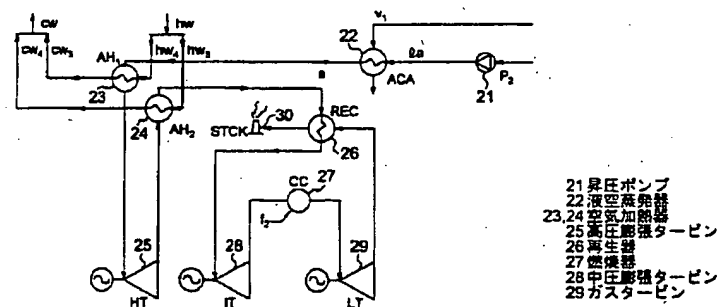 cw
hw
cw₄
cw₃
AH₁
hw₄
hw₃
23
24
AH₂
a
v₁
22
ACA
ℓa
P₂
21
STCK
30
REC
26
CC
27
f₂
25
HT
28
IT
29
LT
21 昇圧ポンプ
22 液空蒸発器
23,24 空気加熱器
25 高圧膨張タービン
26 再生器
27 燃焼器
28 中圧膨張タービン
29 ガスタービン